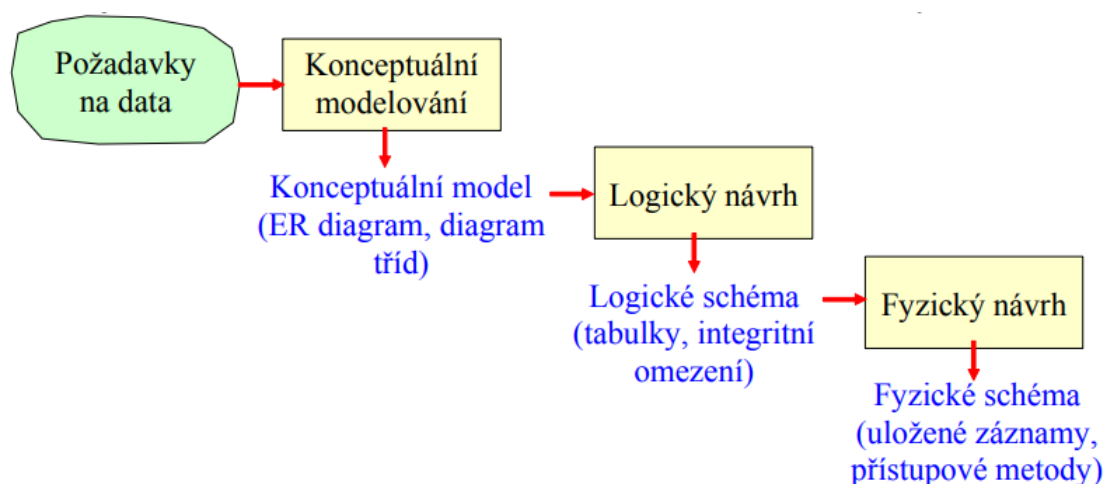 Požadavky
na data
Konceptuální
modelování
Konceptuální model
(ER diagram, diagram
tříd)
Logický návrh
Logické schéma
(tabulky, integritní
omezení)
Fyzický návrh
Fyzické schéma
(uložené záznamy,
přístupové metody)